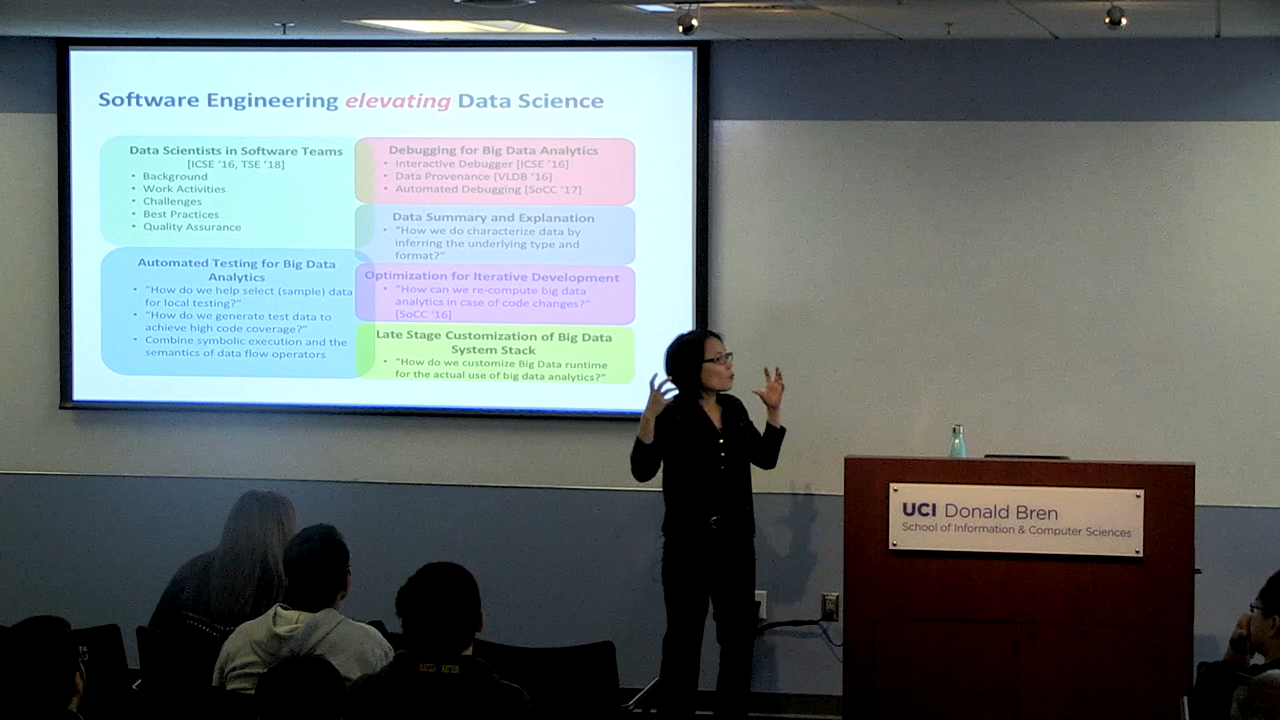 Software Engineering elevating Data Science
Data Scientists in Software Teams
[ICSE '16, TSE '18]
• Background
• Work Activities
• Challenges
• Best Practices
• Quality Assurance
Automated Testing for Big Data
Analytics
• "How do we help select (sample) data
for local testing?"
• "How do we generate test data to
achieve high code coverage?"
• Combine symbolic execution and the
semantics of data flow operators
Debugging for Big Data Analytics
• Interactive Debugger [ICSE '16]
• Data Provenance [VLDB '16]
• Automated Debugging [SoCC '17]
Data Summary and Explanation
• "How we do characterize data by
inferring the underlying type and
format?"
Optimization for Iterative Development
• "How can we re-compute big data
analytics in case of code changes?"
[SoCC '16]
Late Stage Customization of Big Data
System Stack
• "How do we customize Big Data runtime
for the actual use of big data analytics?"
UCI Donald Bren
School of Information & Computer Sciences